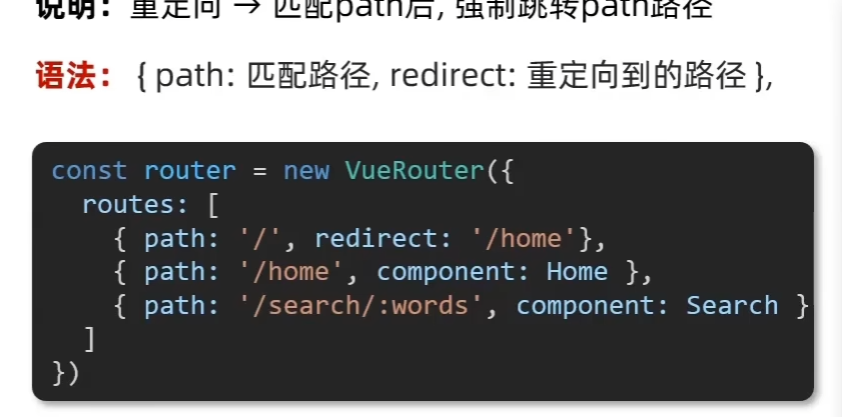 说明：重定向 → 匹配path后, 强制跳转path路径
语法： { path: 匹配路径, redirect: 重定向到的路径 },
const router = new VueRouter({
  routes: [
    { path: '/', redirect: '/home'},
    { path: '/home', component: Home },
    { path: '/search/:words', component: Search }
  ]
})